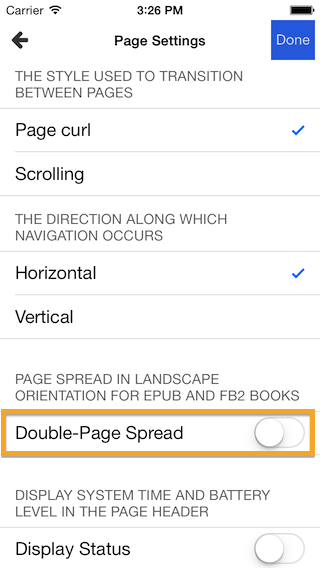 Carrier 3:26 PM
Page Settings Done
THE STYLE USED TO TRANSITION
BETWEEN PAGES
Page curl
Scrolling
THE DIRECTION ALONG WHICH
NAVIGATION OCCURS
Horizontal
Vertical
PAGE SPREAD IN LANDSCAPE
ORIENTATION FOR EPUB AND FB2 BOOKS
Double-Page Spread
DISPLAY SYSTEM TIME AND BATTERY
LEVEL IN THE PAGE HEADER
Display Status